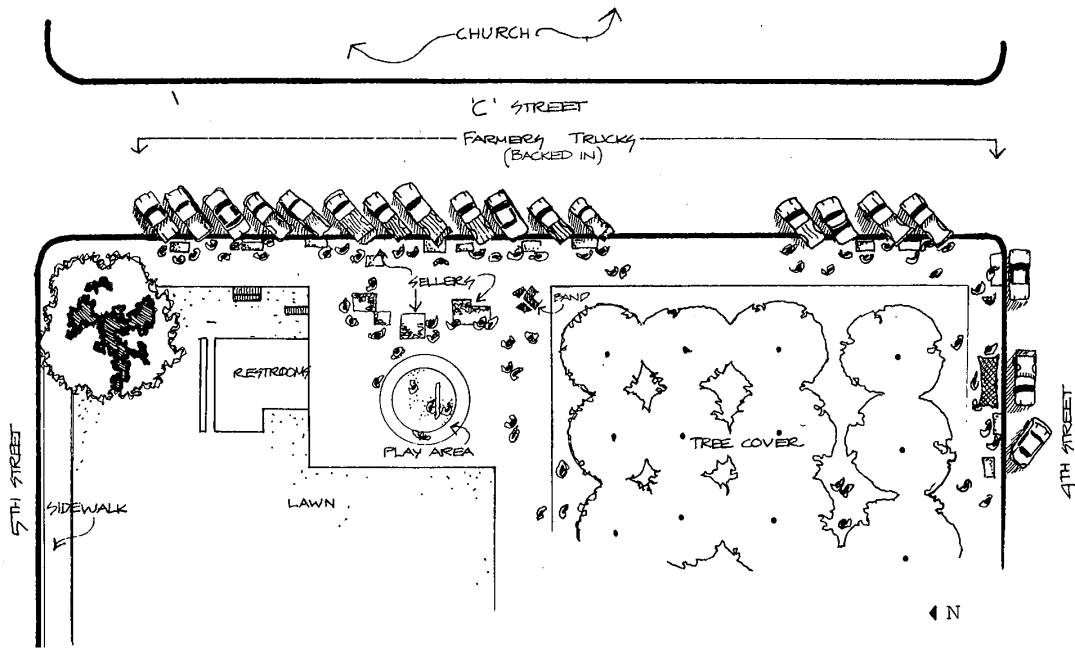 CHURCH
'C' STREET
FARMERS TRUCKS
(BACKED IN)
SELLERS
BAND
RESTROOMS
TREE COVER
PLAY AREA
LAWN
SIDEWALK
5TH STREET
4TH STREET
N